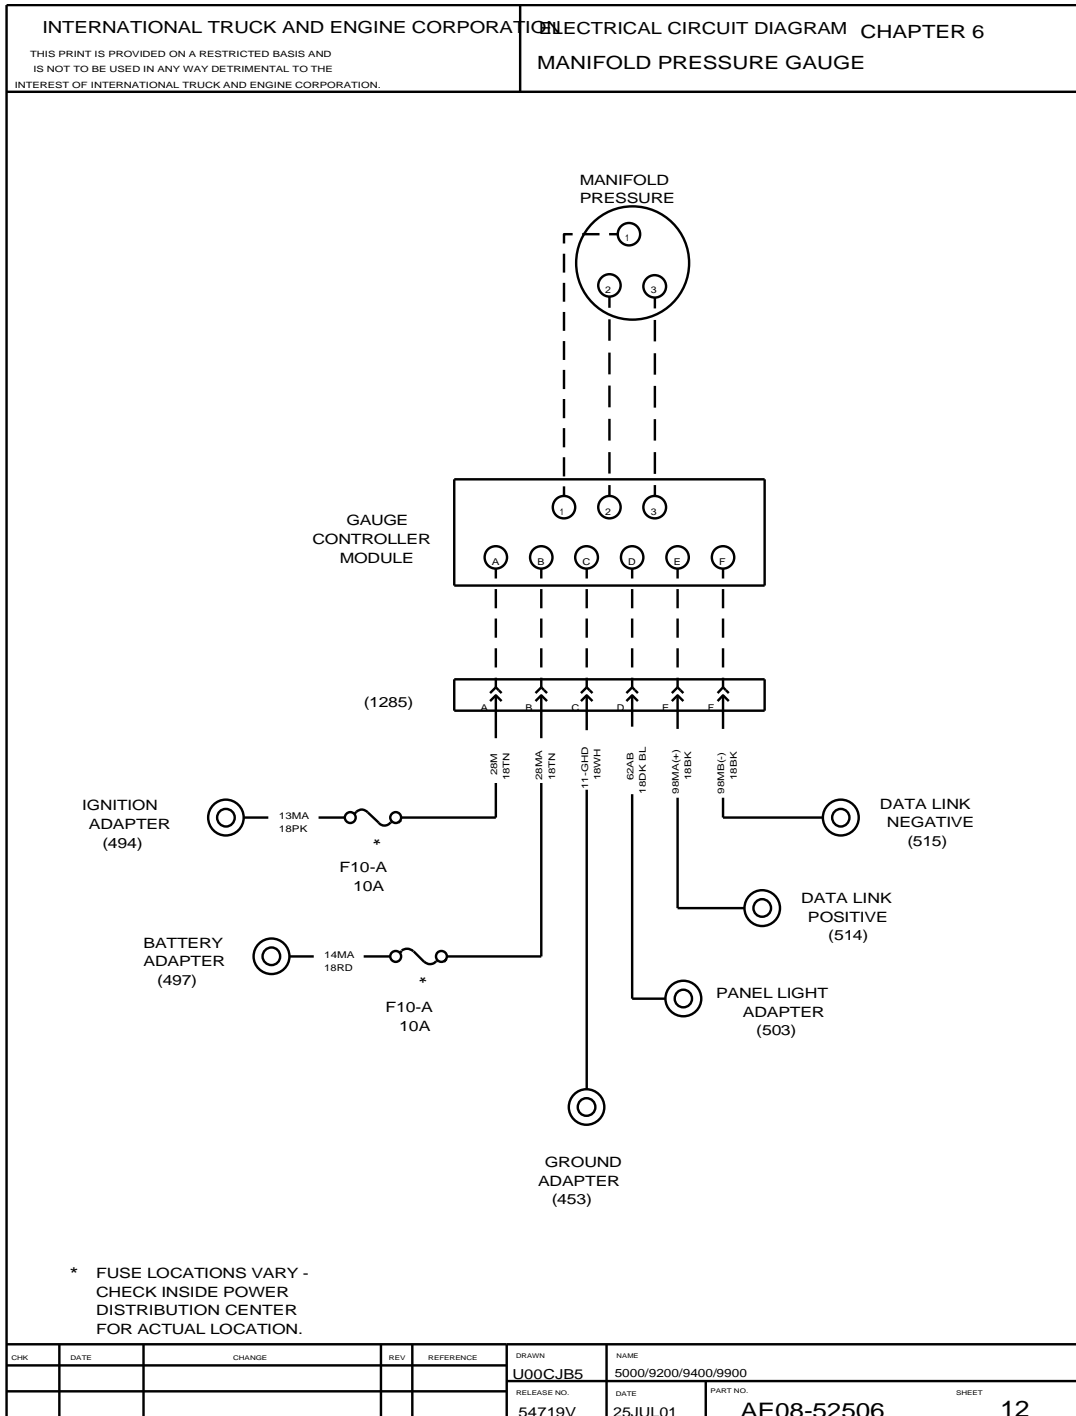 INTERNATIONAL TRUCK AND ENGINE CORPORATION
THIS PRINT IS PROVIDED ON A RESTRICTED BASIS AND
IS NOT TO BE USED IN ANY WAY DETRIMENTAL TO THE
INTEREST OF INTERNATIONAL TRUCK AND ENGINE CORPORATION.
ELECTRICAL CIRCUIT DIAGRAM CHAPTER 6
MANIFOLD PRESSURE GAUGE
MANIFOLD
PRESSURE
1
2 3
1 2 3
GAUGE
CONTROLLER
MODULE
A B C D E F
(1285)
A B C D E F
28M
18TN
28MA
18TN
11-GHD
18WH
62AB
18DK BL
98MA(+)
18BK
98MB(-)
18BK
IGNITION
ADAPTER
(494)
13MA
18PK
*
F10-A
10A
DATA LINK
NEGATIVE
(515)
DATA LINK
POSITIVE
(514)
BATTERY
ADAPTER
(497)
14MA
18RD
*
F10-A
10A
PANEL LIGHT
ADAPTER
(503)
GROUND
ADAPTER
(453)
* FUSE LOCATIONS VARY -
CHECK INSIDE POWER
DISTRIBUTION CENTER
FOR ACTUAL LOCATION.
CHK DATE CHANGE REV REFERENCE
DRAWN
U00CJB5
NAME
5000/9200/9400/9900
RELEASE NO.
54719V
DATE
25JUL01
PART NO.
AE08-52506
SHEET
12